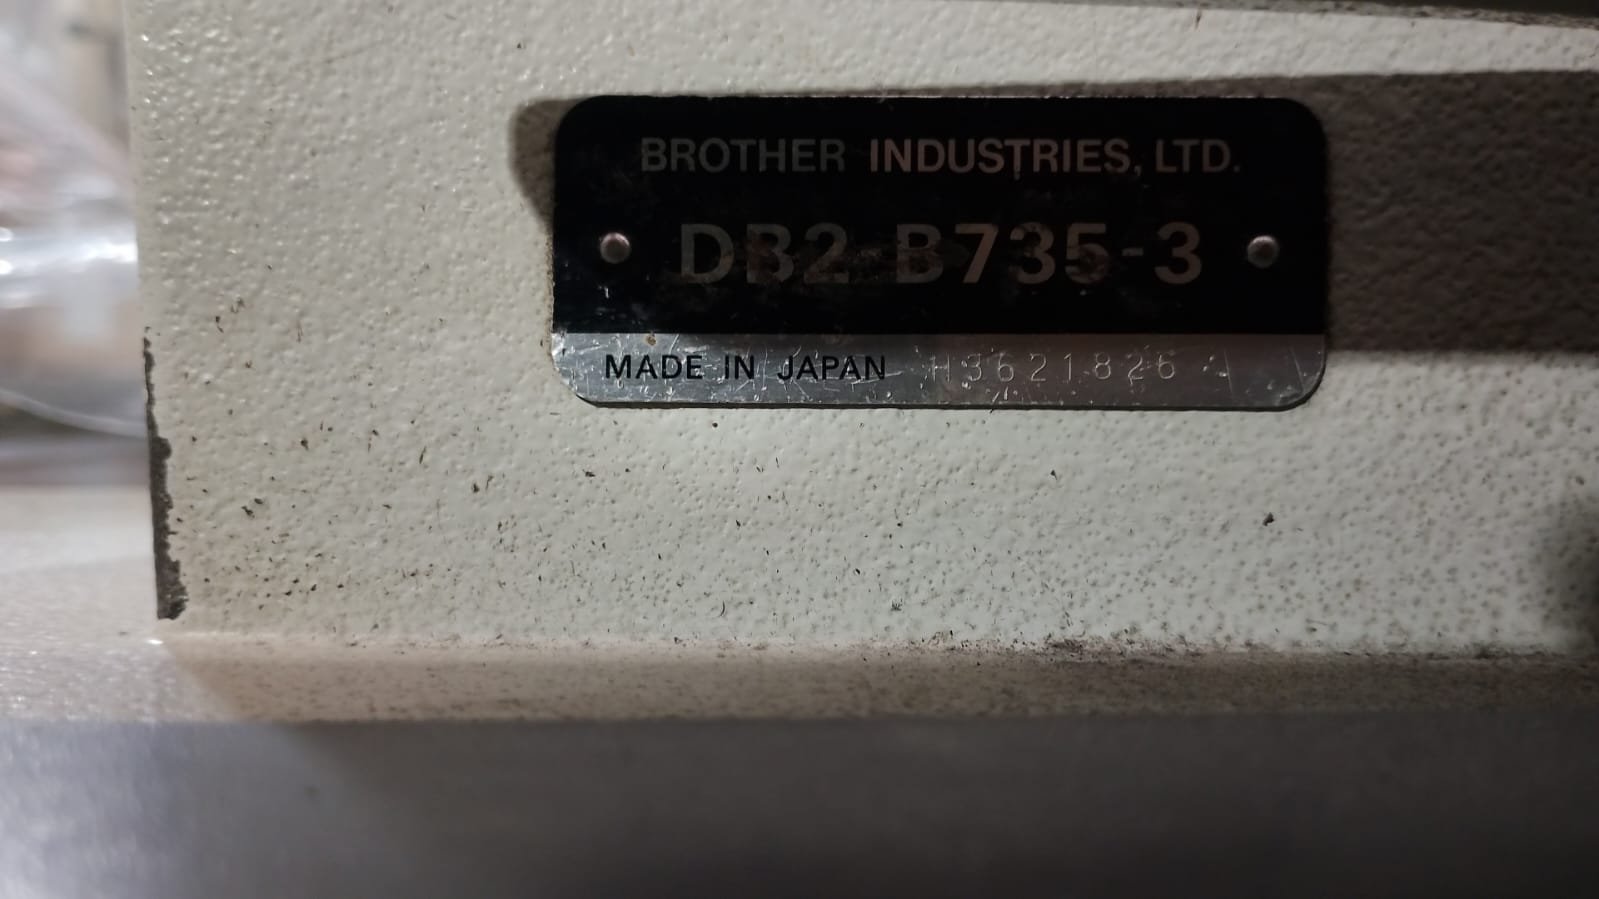 BROTHER INDUSTRIES, LTD.
DB2 B735-3
MADE IN JAPAN H3621826